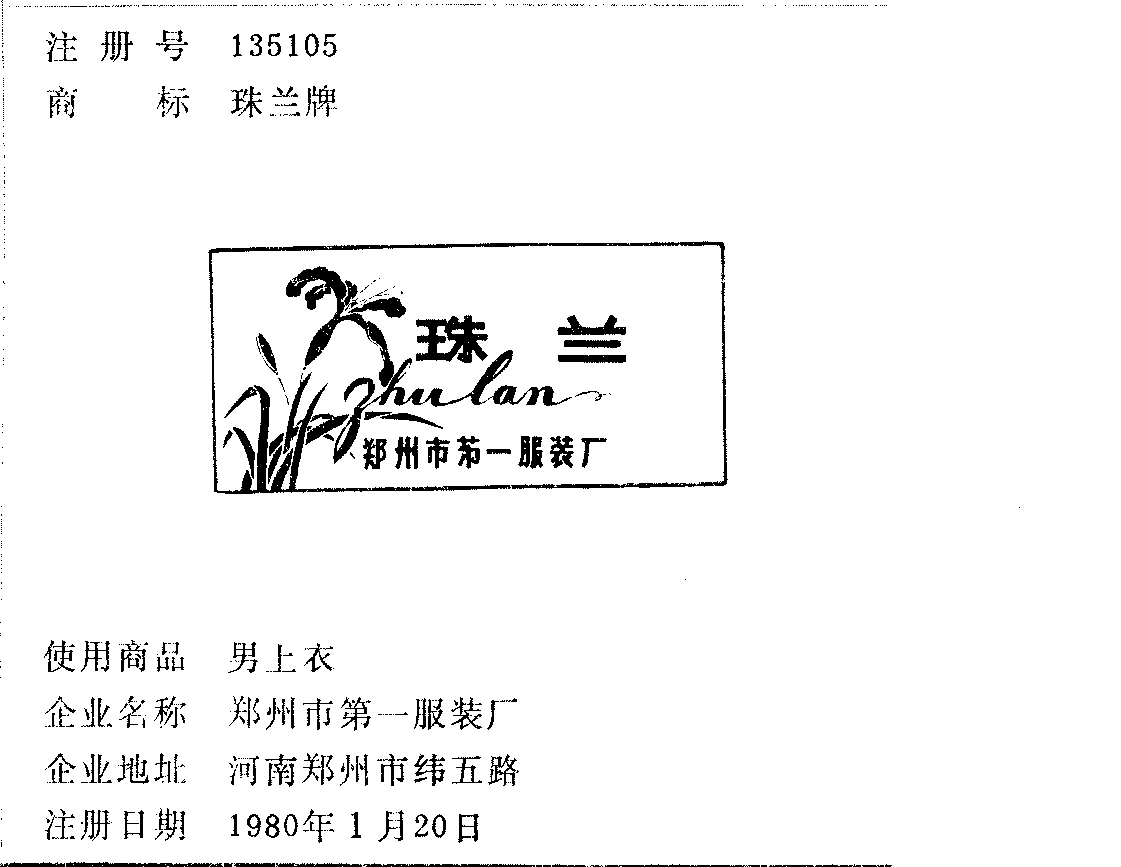 注册号 135105
商标 珠兰牌
珠兰
Zhulan
郑州市第一服装厂
使用商品 男上衣
企业名称 郑州市第一服装厂
企业地址 河南郑州市纬五路
注册日期 1980年1月20日